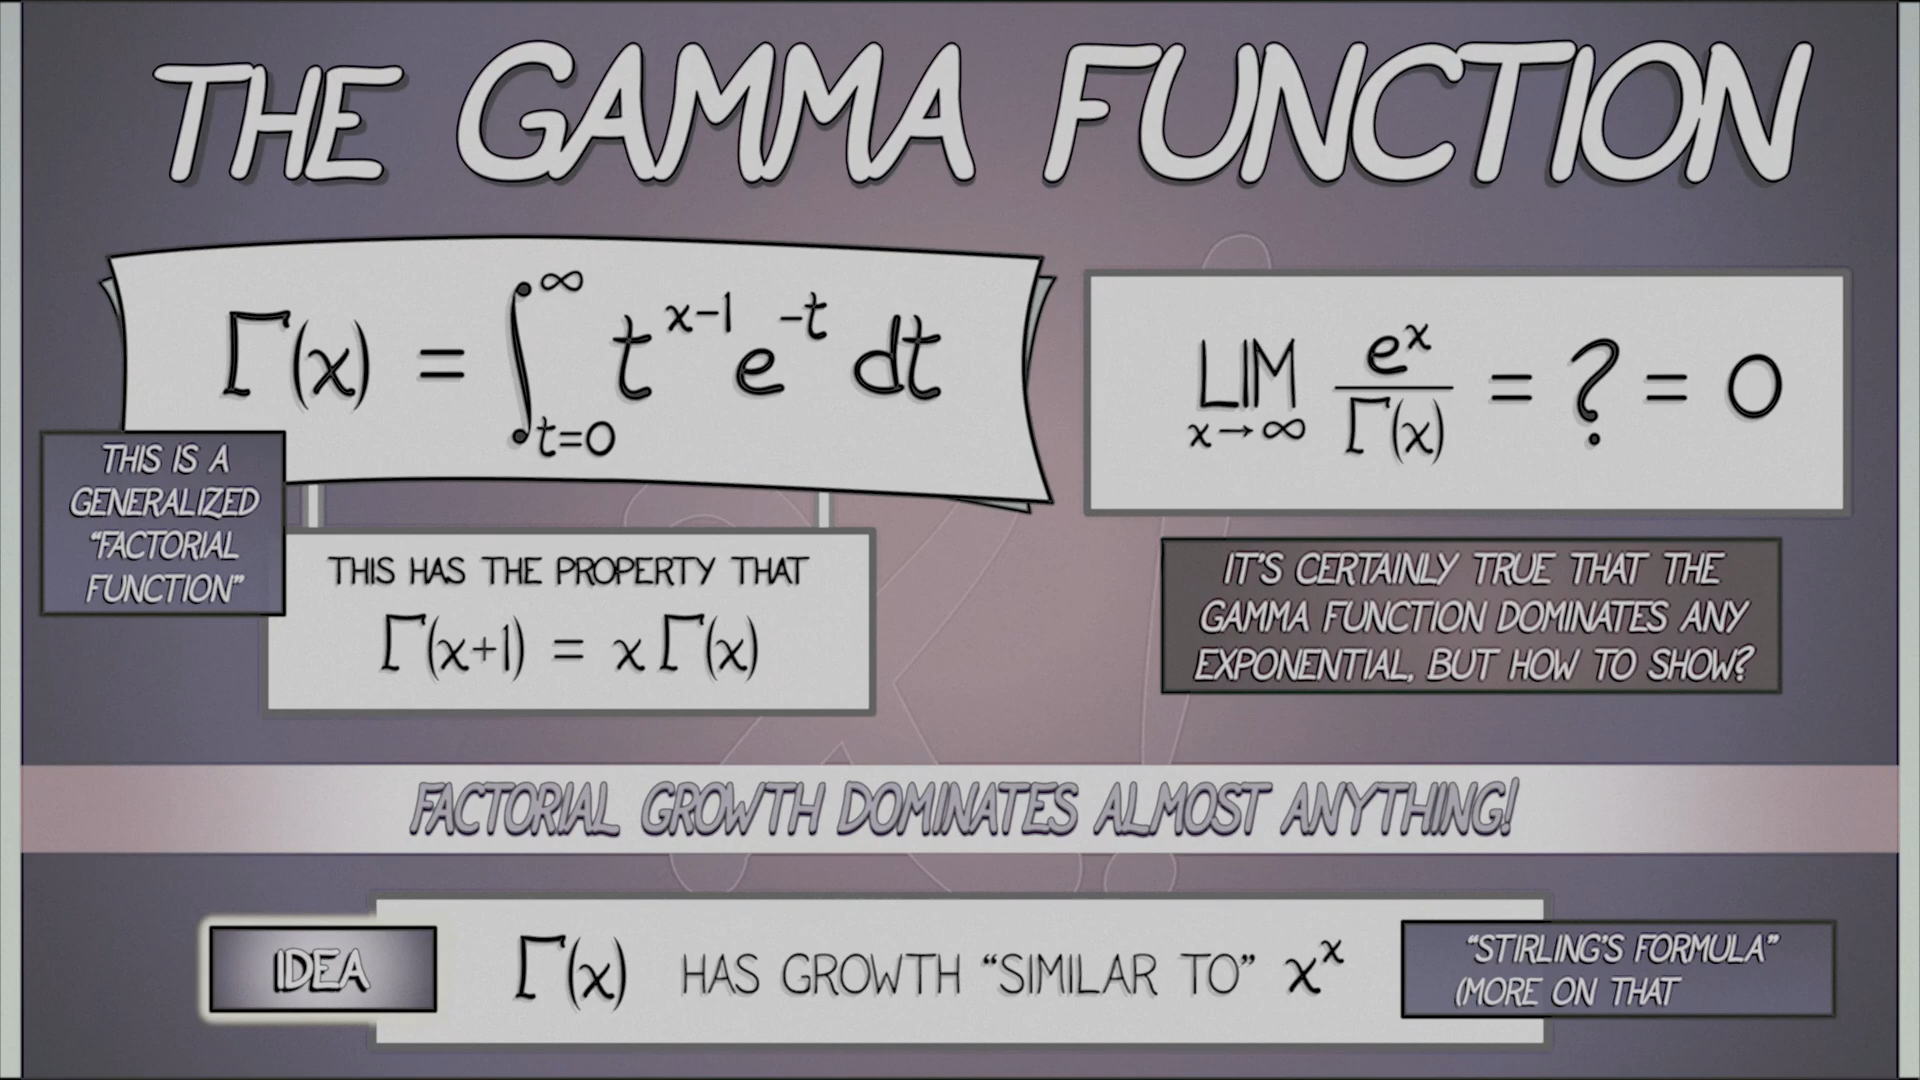 THE GAMMA FUNCTION
Γ(x) = ∫_{t=0}^{∞} t^{x-1} e^{-t} dt
THIS IS A
GENERALIZED
"FACTORIAL
FUNCTION"
THIS HAS THE PROPERTY THAT
Γ(x+1) = x Γ(x)
LIM_{x→∞} e^x / Γ(x) = ? = 0
IT'S CERTAINLY TRUE THAT THE
GAMMA FUNCTION DOMINATES ANY
EXPONENTIAL, BUT HOW TO SHOW?
FACTORIAL GROWTH DOMINATES ALMOST ANYTHING!
IDEA
Γ(x) HAS GROWTH "SIMILAR TO" x^x
"STIRLING'S FORMULA"
(MORE ON THAT